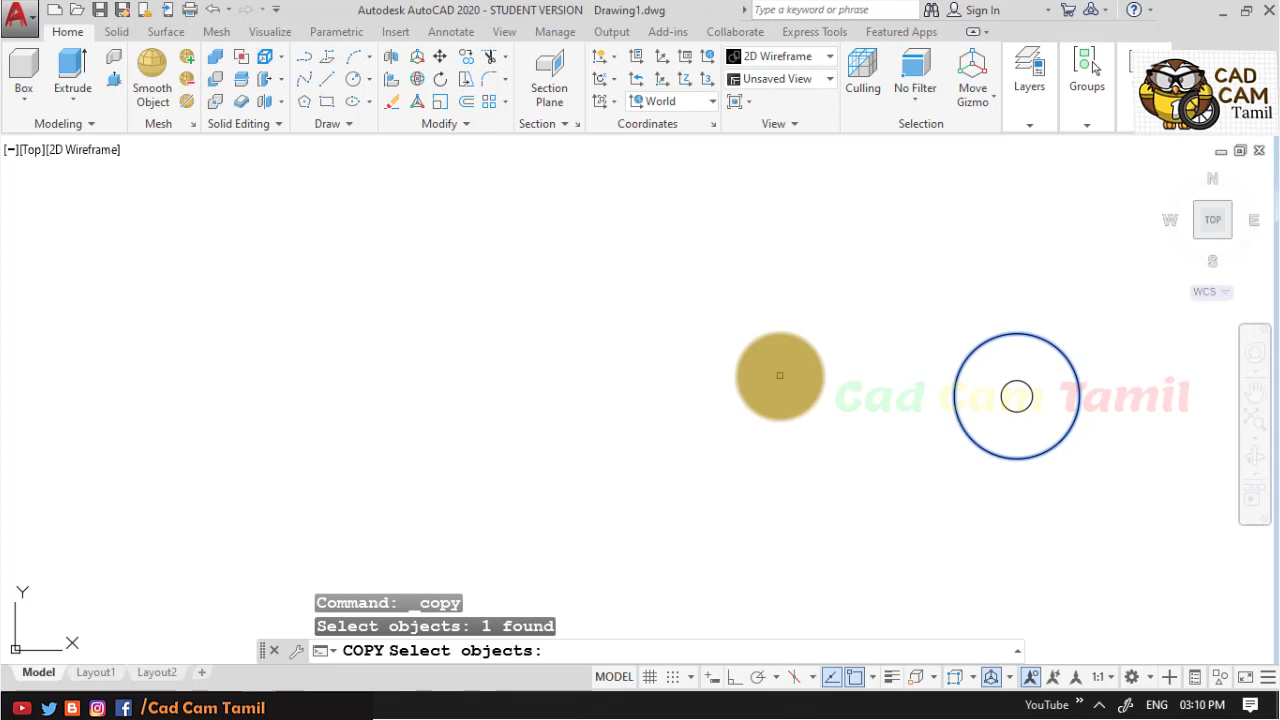 Autodesk AutoCAD 2020 - STUDENT VERSION Drawing1.dwg
Type a keyword or phrase
Sign In
Home Solid Surface Mesh Visualize Parametric Insert Annotate View Manage Output Add-ins Collaborate Express Tools Featured Apps
Box
Extrude
Smooth Object
Section Plane
World
2D Wireframe
Unsaved View
Culling
No Filter
Move Gizmo
Layers
Groups
CAD
CAM
Tamil
Modeling
Mesh
Solid Editing
Draw
Modify
Section
Coordinates
View
Selection
[−][Top][2D Wireframe]
N
W TOP E
S
WCS
Cad Cam Tamil
Y
X
Command: _copy
Select objects: 1 found
COPY Select objects:
Model Layout1 Layout2 +
MODEL
1:1
/Cad Cam Tamil
YouTube
ENG
03:10 PM